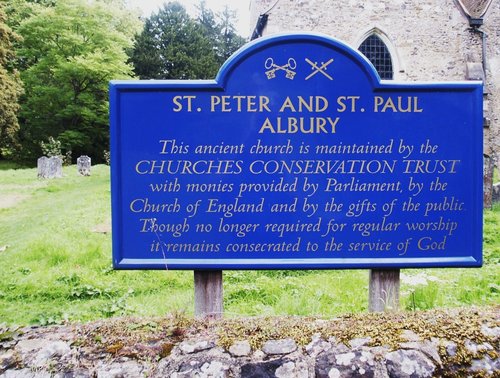 ST. PETER AND ST. PAUL
ALBURY
This ancient church is maintained by the
CHURCHES CONSERVATION TRUST
with monies provided by Parliament, by the
Church of England and by the gifts of the public.
Though no longer required for regular worship
it remains consecrated to the service of God